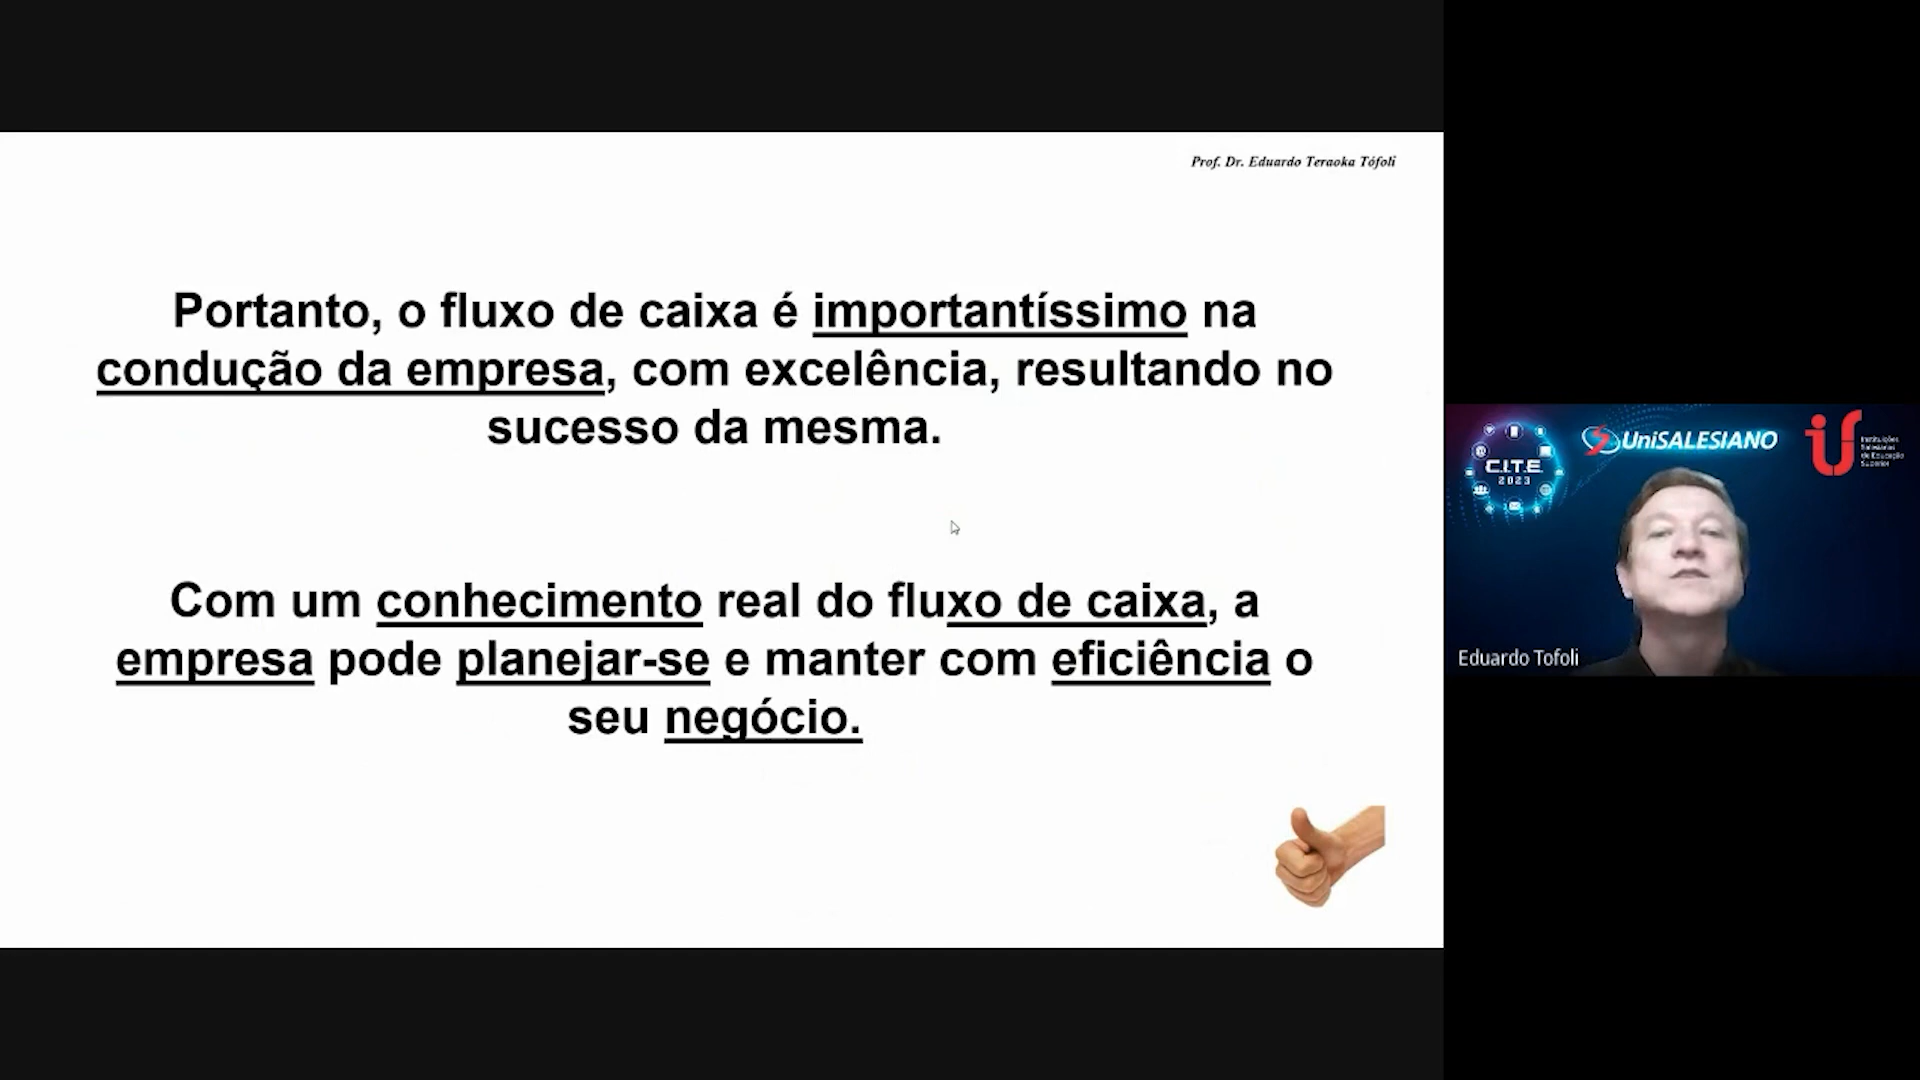 Prof. Dr. Eduardo Teraoka Tófoli
Portanto, o fluxo de caixa é importantíssimo na
condução da empresa, com excelência, resultando no
sucesso da mesma.
Com um conhecimento real do fluxo de caixa, a
empresa pode planejar-se e manter com eficiência o
seu negócio.
C.I.T.E
2023
UniSALESIANO
Instituições
Salesianas
de Educação
Superior
Eduardo Tofoli